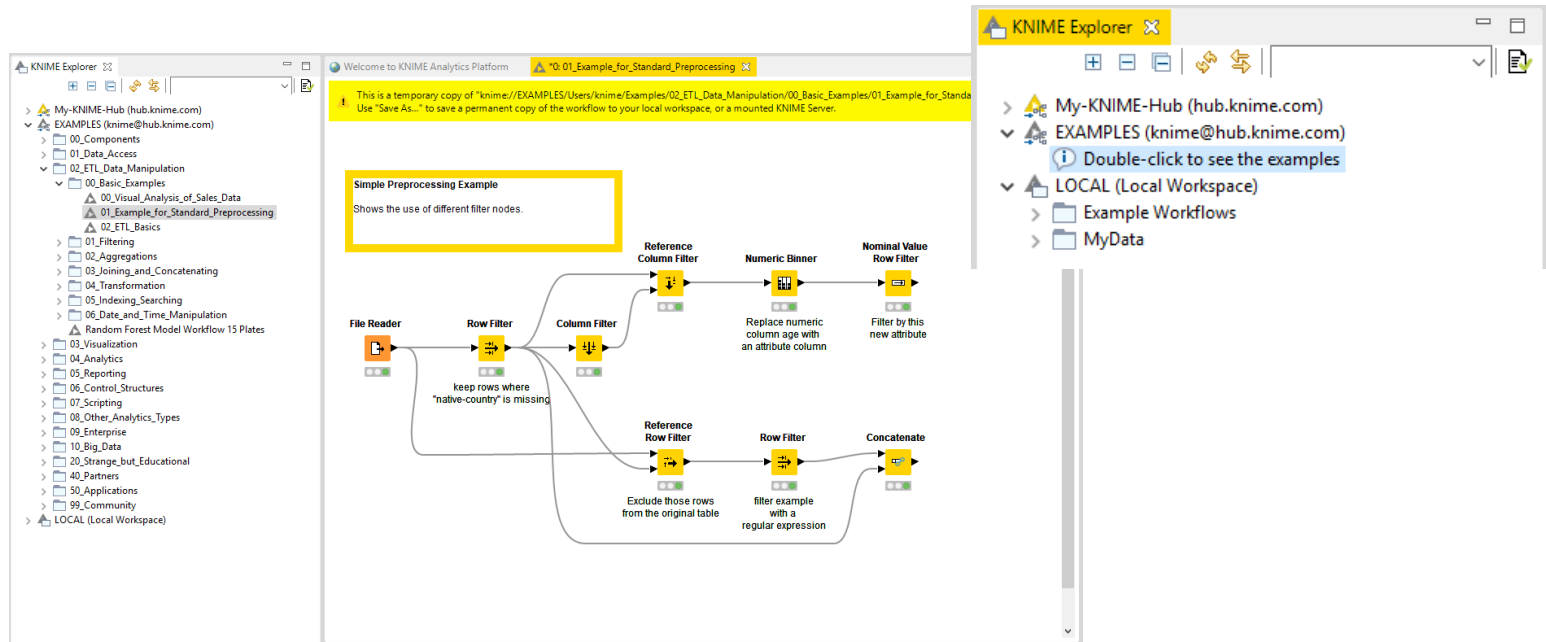 KNIME Explorer
My-KNIME-Hub (hub.knime.com)
EXAMPLES (knime@hub.knime.com)
00_Components
01_Data_Access
02_ETL_Data_Manipulation
00_Basic_Examples
00_Visual_Analysis_of_Sales_Data
01_Example_for_Standard_Preprocessing
02_ETL_Basics
01_Filtering
02_Aggregations
03_Joining_and_Concatenating
04_Transformation
05_Indexing_Searching
06_Date_and_Time_Manipulation
Random Forest Model Workflow 15 Plates
03_Visualization
04_Analytics
05_Reporting
06_Control_Structures
07_Scripting
08_Other_Analytics_Types
09_Enterprise
10_Big_Data
20_Strange_but_Educational
40_Partners
50_Applications
99_Community
LOCAL (Local Workspace)
Welcome to KNIME Analytics Platform
*0: 01_Example_for_Standard_Preprocessing
This is a temporary copy of "knime://EXAMPLES/Users/knime/Examples/02_ETL_Data_Manipulation/00_Basic_Examples/01_Example_for_Standa
Use "Save As..." to save a permanent copy of the workflow to your local workspace, or a mounted KNIME Server.
Simple Preprocessing Example
Shows the use of different filter nodes.
Reference
Column Filter
Numeric Binner
Nominal Value
Row Filter
Replace numeric
column age with
an attribute column
Filter by this
new attribute
File Reader
Row Filter
Column Filter
keep rows where
"native-country" is missing
Reference
Row Filter
Row Filter
Concatenate
Exclude those rows
from the original table
filter example
with a
regular expression
KNIME Explorer
My-KNIME-Hub (hub.knime.com)
EXAMPLES (knime@hub.knime.com)
Double-click to see the examples
LOCAL (Local Workspace)
Example Workflows
MyData